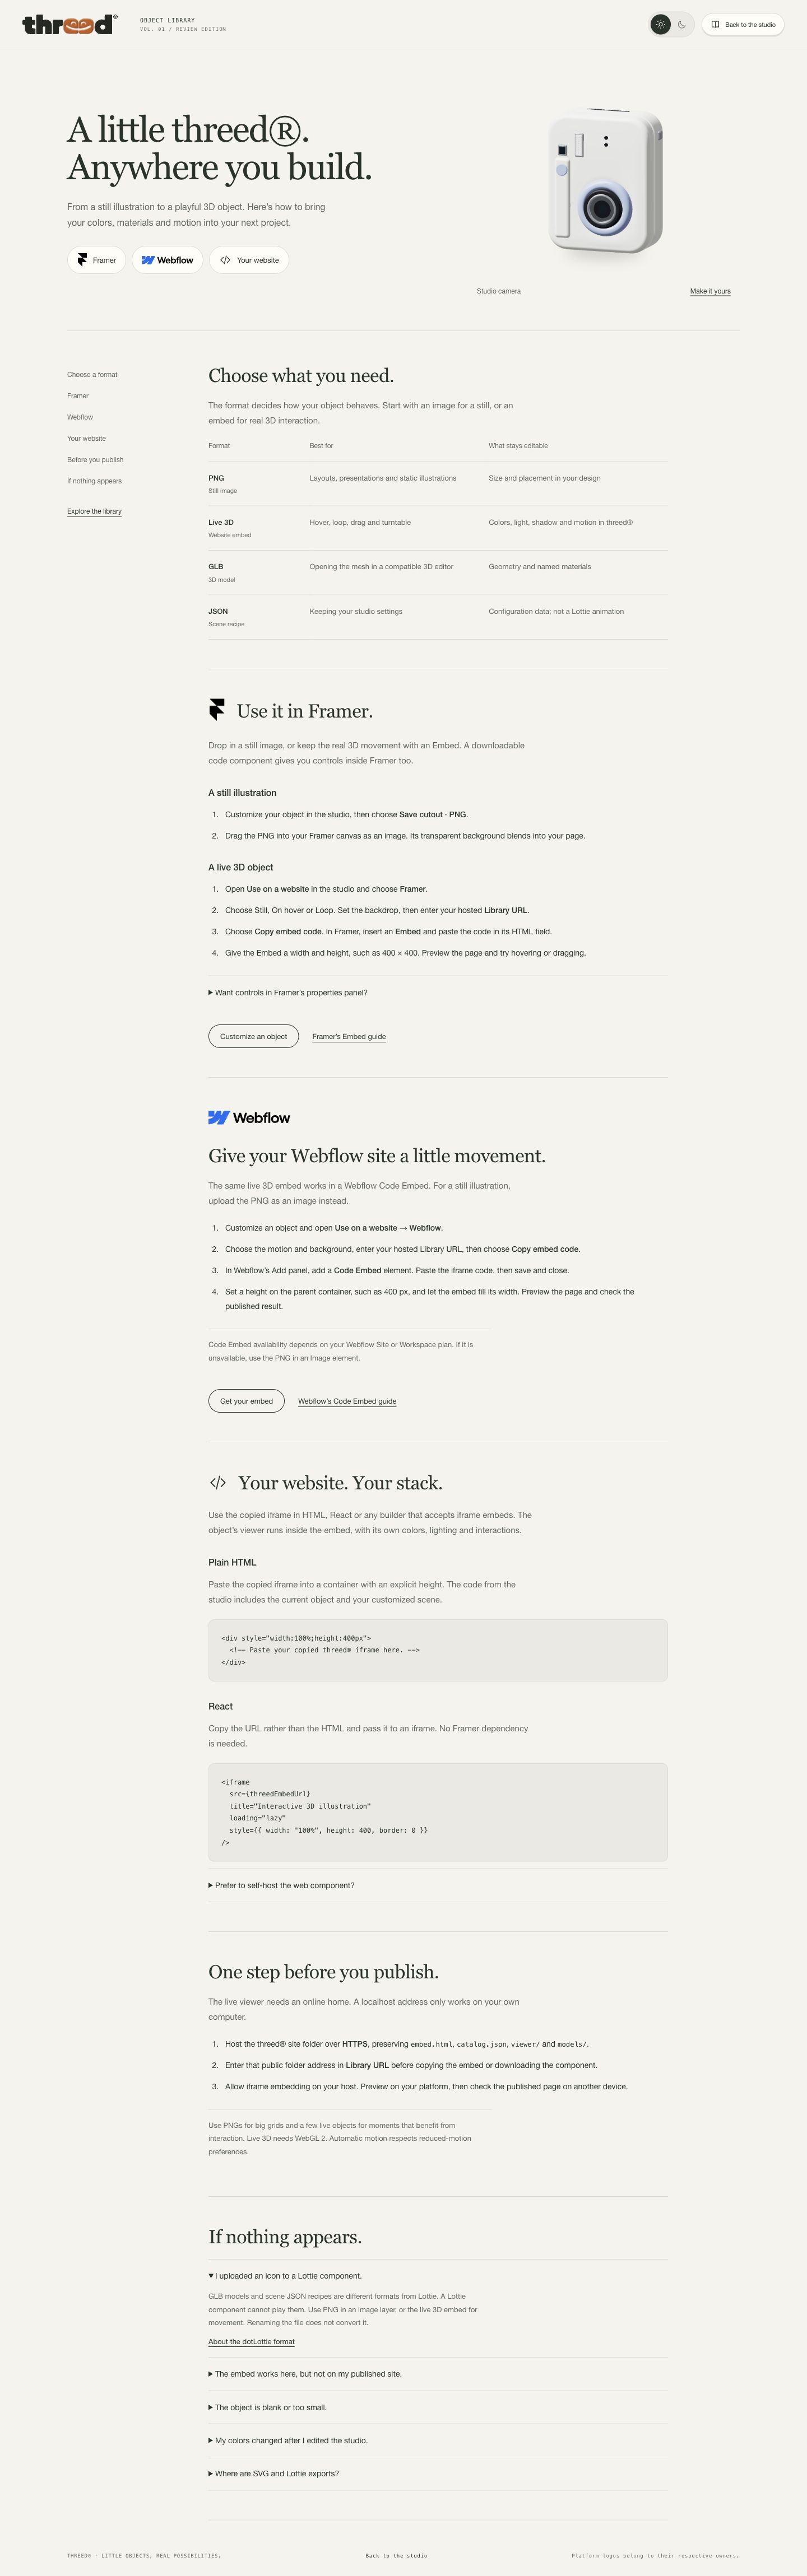 threed®
OBJECT LIBRARY
VOL. 01 / REVIEW EDITION
Back to the studio
A little threed®.
Anywhere you build.
From a still illustration to a playful 3D object. Here’s how to bring
your colors, materials and motion into your next project.
Framer
Webflow
Your website
Studio camera
Make it yours
Choose a format
Framer
Webflow
Your website
Before you publish
If nothing appears
Explore the library
Choose what you need.
The format decides how your object behaves. Start with an image for a still, or an
embed for real 3D interaction.
Format Best for What stays editable
PNG Layouts, presentations and static illustrations Size and placement in your design
Still image
Live 3D Hover, loop, drag and turntable Colors, light, shadow and motion in threed®
Website embed
GLB Opening the mesh in a compatible 3D editor Geometry and named materials
3D model
JSON Keeping your studio settings Configuration data; not a Lottie animation
Scene recipe
Use it in Framer.
Drop in a still image, or keep the real 3D movement with an Embed. A downloadable
code component gives you controls inside Framer too.
A still illustration
1. Customize your object in the studio, then choose Save cutout · PNG.
2. Drag the PNG into your Framer canvas as an image. Its transparent background blends into your page.
A live 3D object
1. Open Use on a website in the studio and choose Framer.
2. Choose Still, On hover or Loop. Set the backdrop, then enter your hosted Library URL.
3. Choose Copy embed code. In Framer, insert an Embed and paste the code in its HTML field.
4. Give the Embed a width and height, such as 400 × 400. Preview the page and try hovering or dragging.
Want controls in Framer’s properties panel?
Customize an object
Framer’s Embed guide
Webflow
Give your Webflow site a little movement.
The same live 3D embed works in a Webflow Code Embed. For a still illustration,
upload the PNG as an image instead.
1. Customize an object and open Use on a website → Webflow.
2. Choose the motion and background, enter your hosted Library URL, then choose Copy embed code.
3. In Webflow’s Add panel, add a Code Embed element. Paste the iframe code, then save and close.
4. Set a height on the parent container, such as 400 px, and let the embed fill its width. Preview the page and check the
published result.
Code Embed availability depends on your Webflow Site or Workspace plan. If it is
unavailable, use the PNG in an Image element.
Get your embed
Webflow’s Code Embed guide
Your website. Your stack.
Use the copied iframe in HTML, React or any builder that accepts iframe embeds. The
object’s viewer runs inside the embed, with its own colors, lighting and interactions.
Plain HTML
Paste the copied iframe into a container with an explicit height. The code from the
studio includes the current object and your customized scene.
<div style="width:100%;height:400px">
<!-- Paste your copied threed® iframe here. -->
</div>
React
Copy the URL rather than the HTML and pass it to an iframe. No Framer dependency
is needed.
<iframe
src={threedEmbedUrl}
title="Interactive 3D illustration"
loading="lazy"
style={{ width: "100%", height: 400, border: 0 }}
/>
Prefer to self-host the web component?
One step before you publish.
The live viewer needs an online home. A localhost address only works on your own
computer.
1. Host the threed® site folder over HTTPS, preserving embed.html, catalog.json, viewer/ and models/.
2. Enter that public folder address in Library URL before copying the embed or downloading the component.
3. Allow iframe embedding on your host. Preview on your platform, then check the published page on another device.
Use PNGs for big grids and a few live objects for moments that benefit from
interaction. Live 3D needs WebGL 2. Automatic motion respects reduced-motion
preferences.
If nothing appears.
I uploaded an icon to a Lottie component.
GLB models and scene JSON recipes are different formats from Lottie. A Lottie
component cannot play them. Use PNG in an image layer, or the live 3D embed for
movement. Renaming the file does not convert it.
About the dotLottie format
The embed works here, but not on my published site.
The object is blank or too small.
My colors changed after I edited the studio.
Where are SVG and Lottie exports?
THREED® · LITTLE OBJECTS, REAL POSSIBILITIES.
Back to the studio
Platform logos belong to their respective owners.